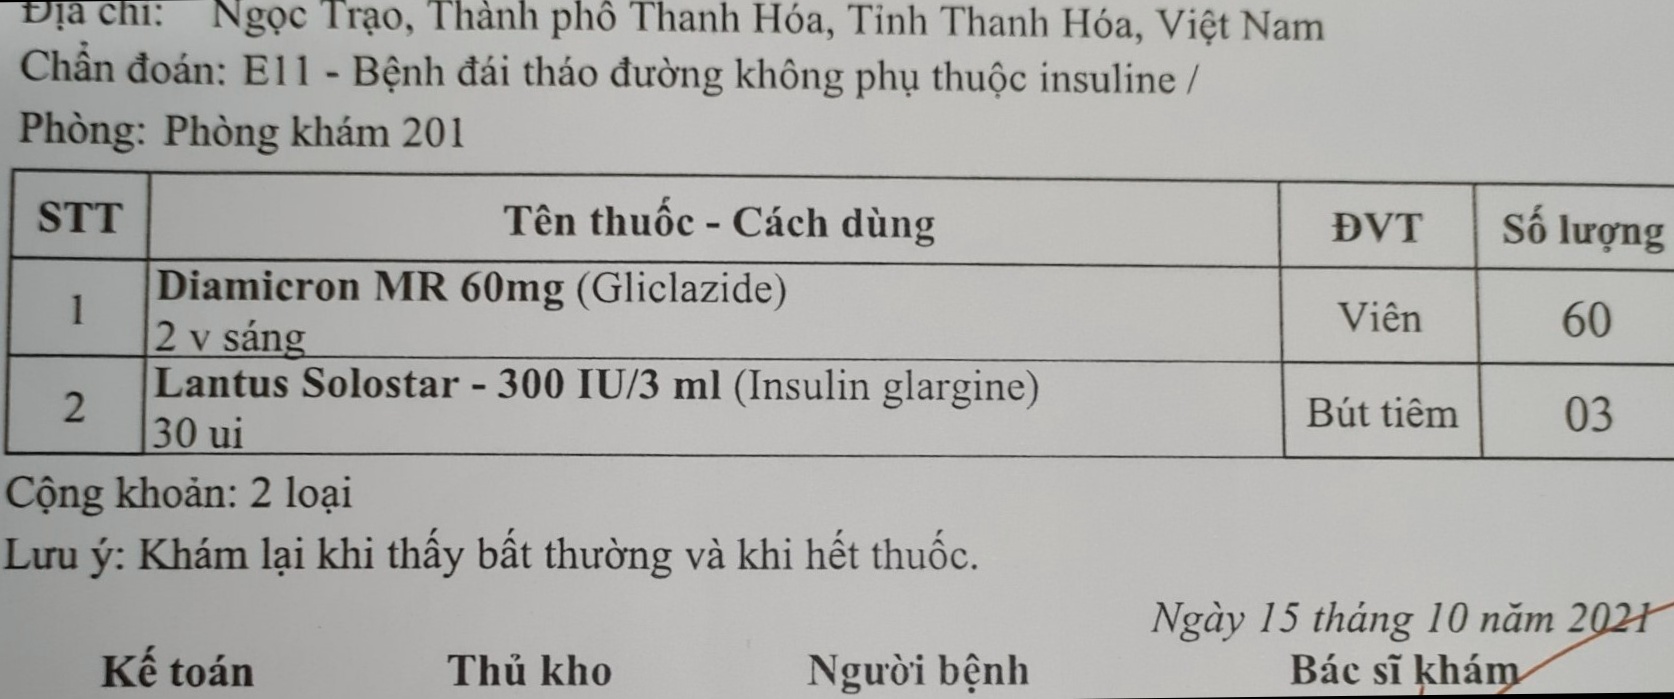 Địa chỉ: Ngọc Trạo, Thành phố Thanh Hóa, Tỉnh Thanh Hóa, Việt Nam
Chẩn đoán: E11 - Bệnh đái tháo đường không phụ thuộc insuline /
Phòng: Phòng khám 201
STT Tên thuốc - Cách dùng ĐVT Số lượng
1 Diamicron MR 60mg (Gliclazide) Viên 60
2 v sáng
2 Lantus Solostar - 300 IU/3 ml (Insulin glargine) Bút tiêm 03
30 ui
Cộng khoản: 2 loại
Lưu ý: Khám lại khi thấy bất thường và khi hết thuốc.
Ngày 15 tháng 10 năm 2021
Kế toán Thủ kho Người bệnh Bác sĩ khám